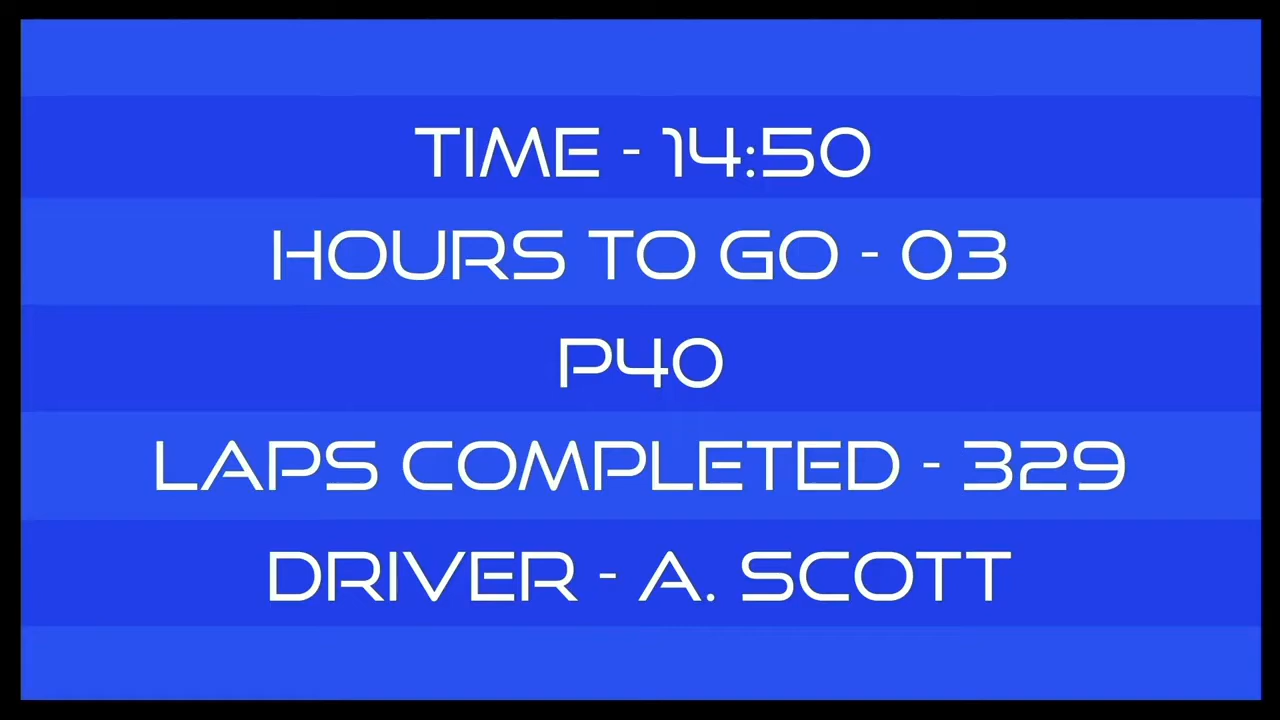 TIME - 14:50
HOURS TO GO - 03
P40
LAPS COMPLETED - 329
DRIVER - A. SCOTT